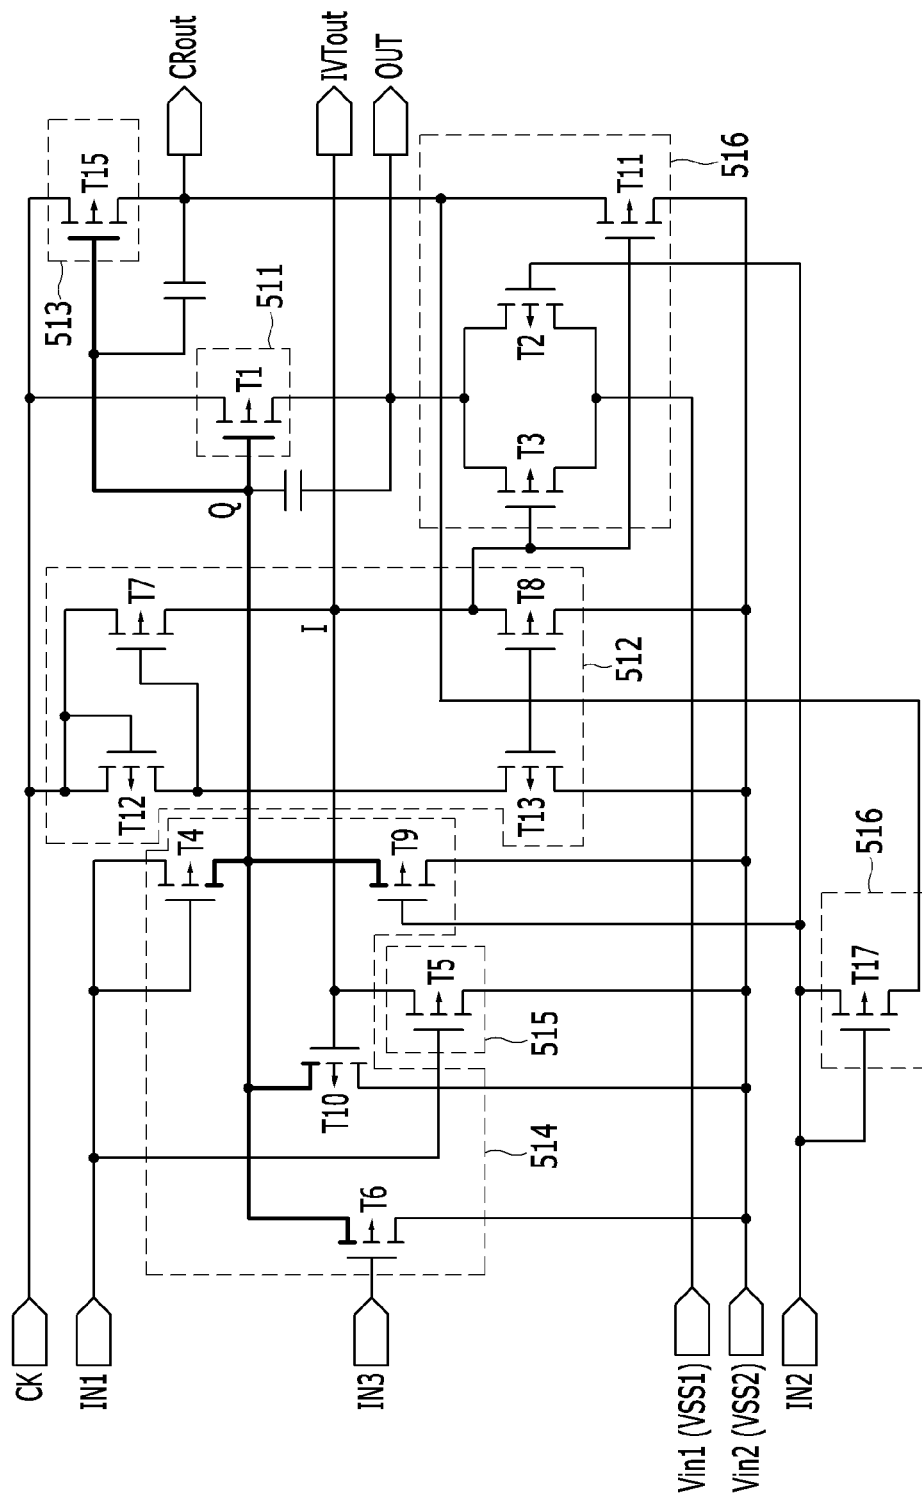 CK
IN1
IN3
Vin1 (VSS1)
Vin2 (VSS2)
IN2
T6
514
T10
T5
515
T17
516
T4
T9
T12
T13
512
T7
I
T8
Q
T1
511
T3
T2
516
T11
513
T15
CRout
IVTout
OUT